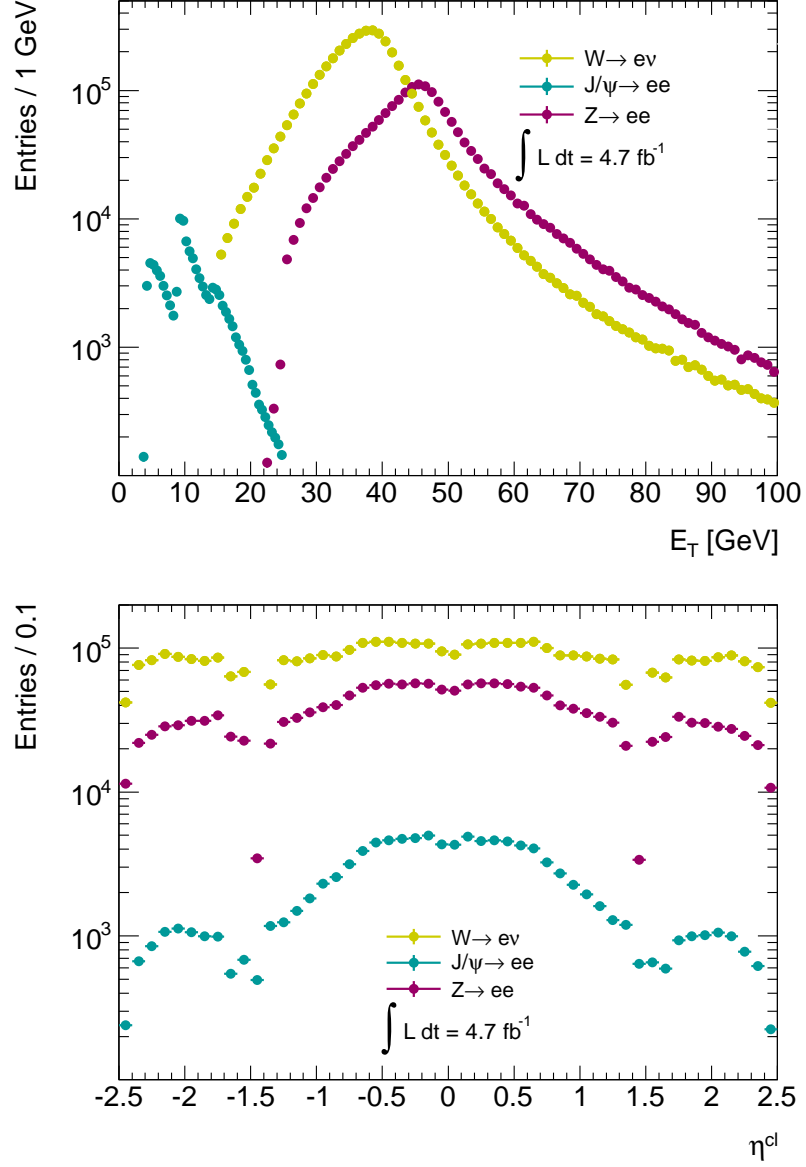 Entries / 1 GeV
10^5
10^4
10^3
W→ eν
J/ψ→ ee
Z→ ee
∫ L dt = 4.7 fb^-1
0 10 20 30 40 50 60 70 80 90 100
E_T [GeV]
Entries / 0.1
10^5
10^4
10^3
W→ eν
J/ψ→ ee
Z→ ee
∫ L dt = 4.7 fb^-1
-2.5 -2 -1.5 -1 -0.5 0 0.5 1 1.5 2 2.5
η^cl